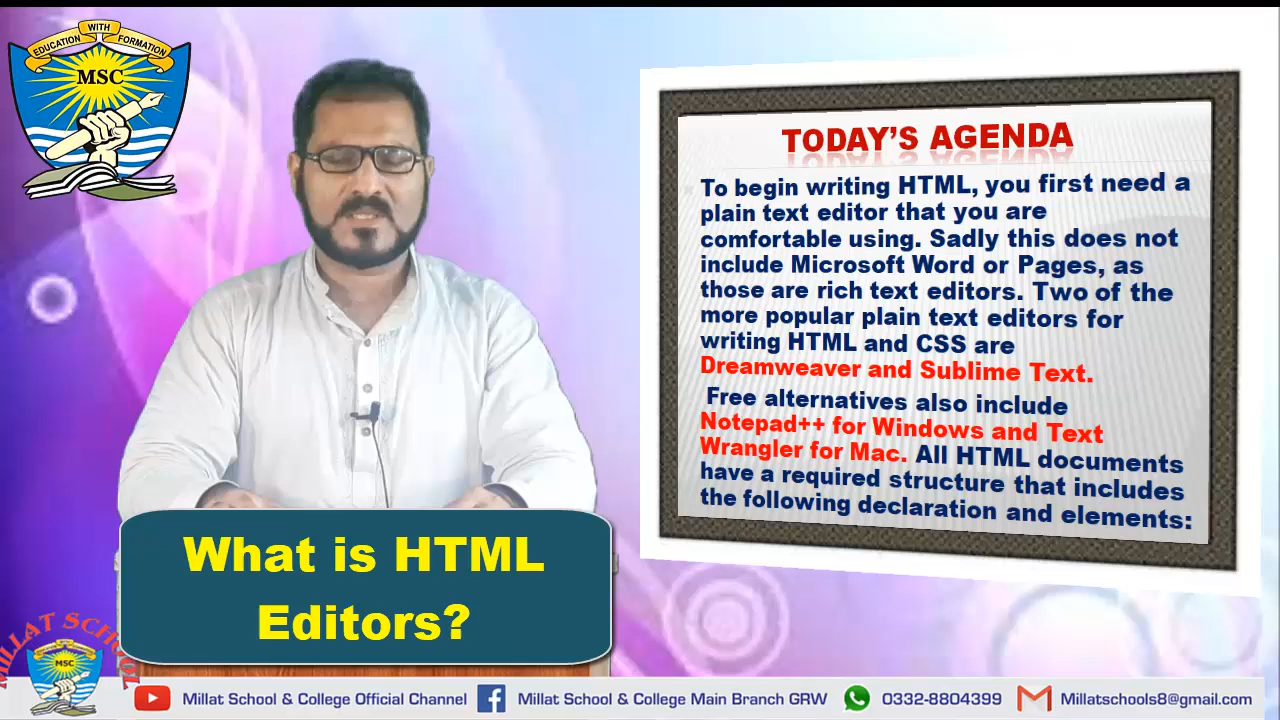 EDUCATION WITH FORMATION
MSC
TODAY'S AGENDA
To begin writing HTML, you first need a
plain text editor that you are
comfortable using. Sadly this does not
include Microsoft Word or Pages, as
those are rich text editors. Two of the
more popular plain text editors for
writing HTML and CSS are
Dreamweaver and Sublime Text.
Free alternatives also include
Notepad++ for Windows and Text
Wrangler for Mac. All HTML documents
have a required structure that includes
the following declaration and elements:
What is HTML
Editors?
MILLAT SCHOOL
MSC
Millat School & College Official Channel
Millat School & College Main Branch GRW
0332-8804399
Millatschools8@gmail.com